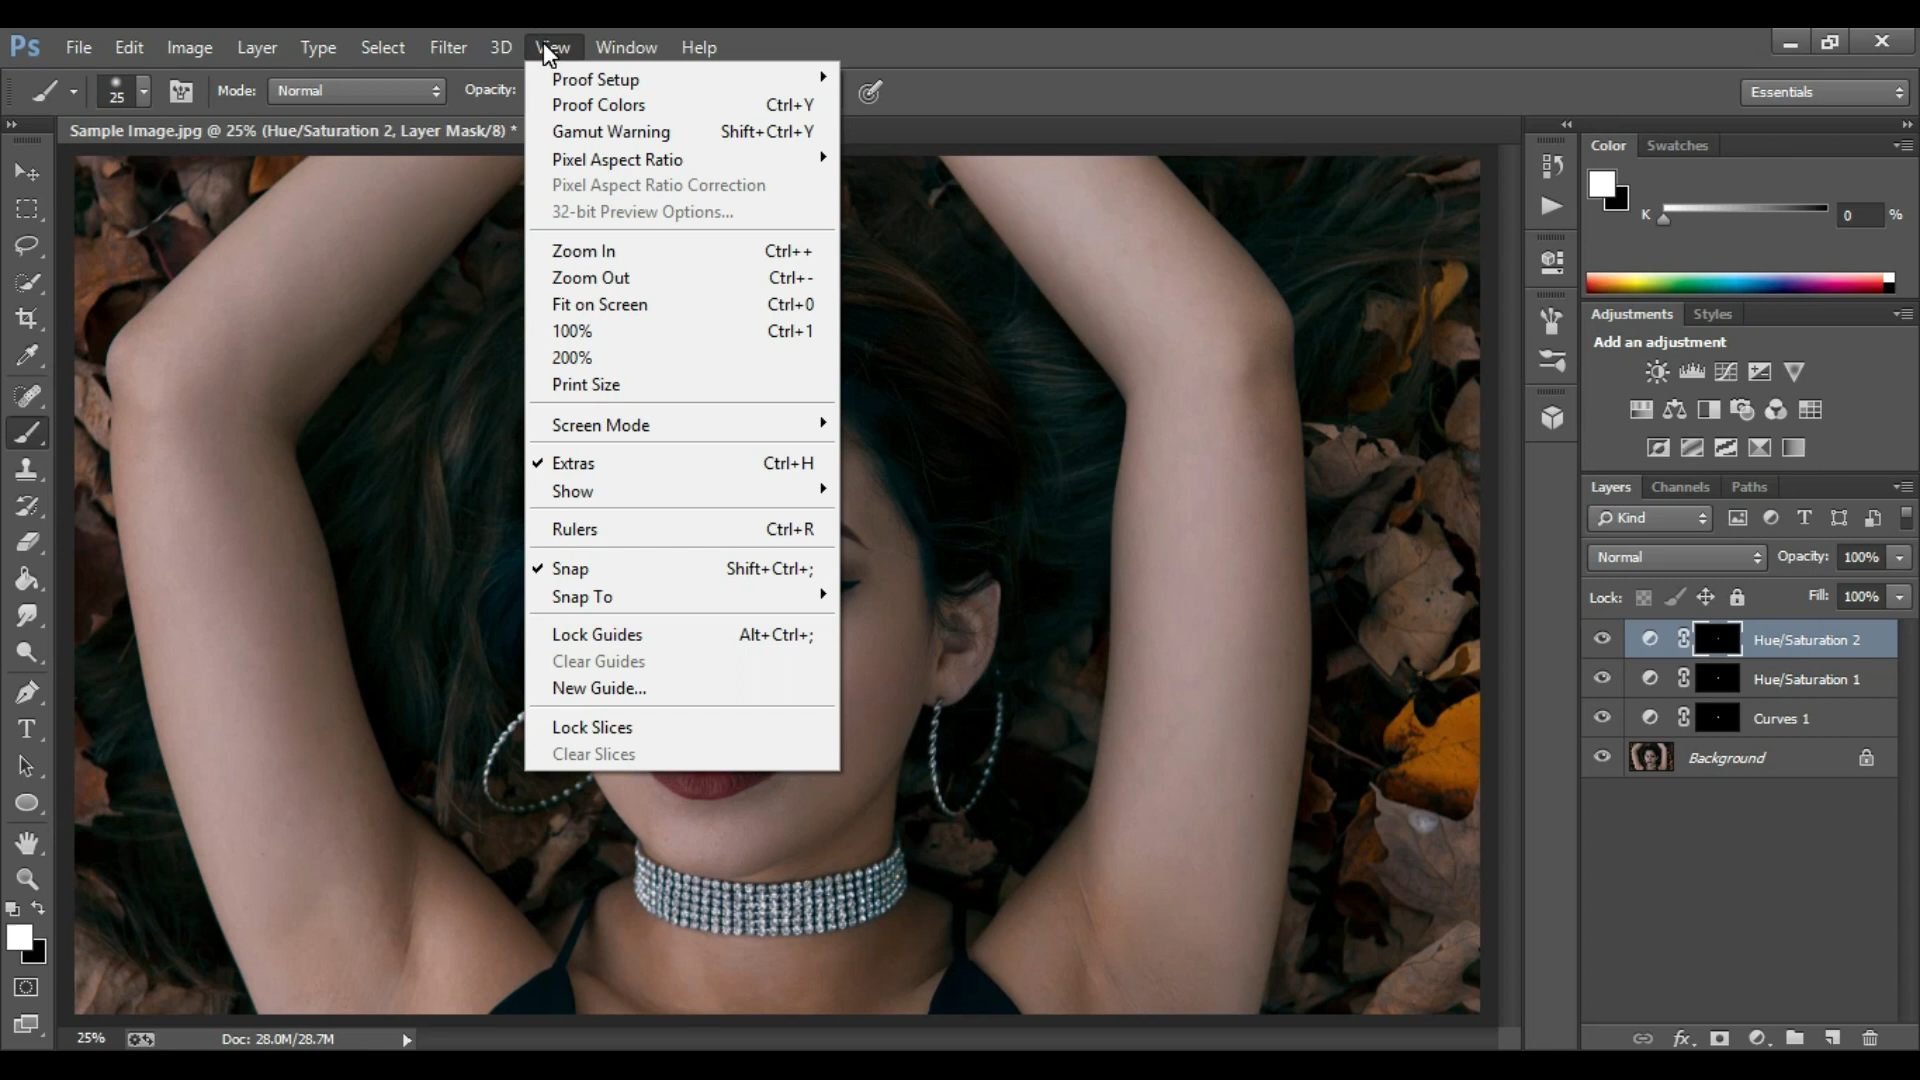 Ps File Edit Image Layer Type Select Filter 3D View Window Help
25 Mode: Normal Opacity: Essentials
Sample Image.jpg @ 25% (Hue/Saturation 2, Layer Mask/8) *
Proof Setup
Proof Colors Ctrl+Y
Gamut Warning Shift+Ctrl+Y
Pixel Aspect Ratio
Pixel Aspect Ratio Correction
32-bit Preview Options...
Zoom In Ctrl++
Zoom Out Ctrl+-
Fit on Screen Ctrl+0
100% Ctrl+1
200%
Print Size
Screen Mode
Extras Ctrl+H
Show
Rulers Ctrl+R
Snap Shift+Ctrl+;
Snap To
Lock Guides Alt+Ctrl+;
Clear Guides
New Guide...
Lock Slices
Clear Slices
Color Swatches
K 0 %
Adjustments Styles
Add an adjustment
Layers Channels Paths
Kind
Normal Opacity: 100%
Lock: Fill: 100%
Hue/Saturation 2
Hue/Saturation 1
Curves 1
Background
25% Doc: 28.0M/28.7M